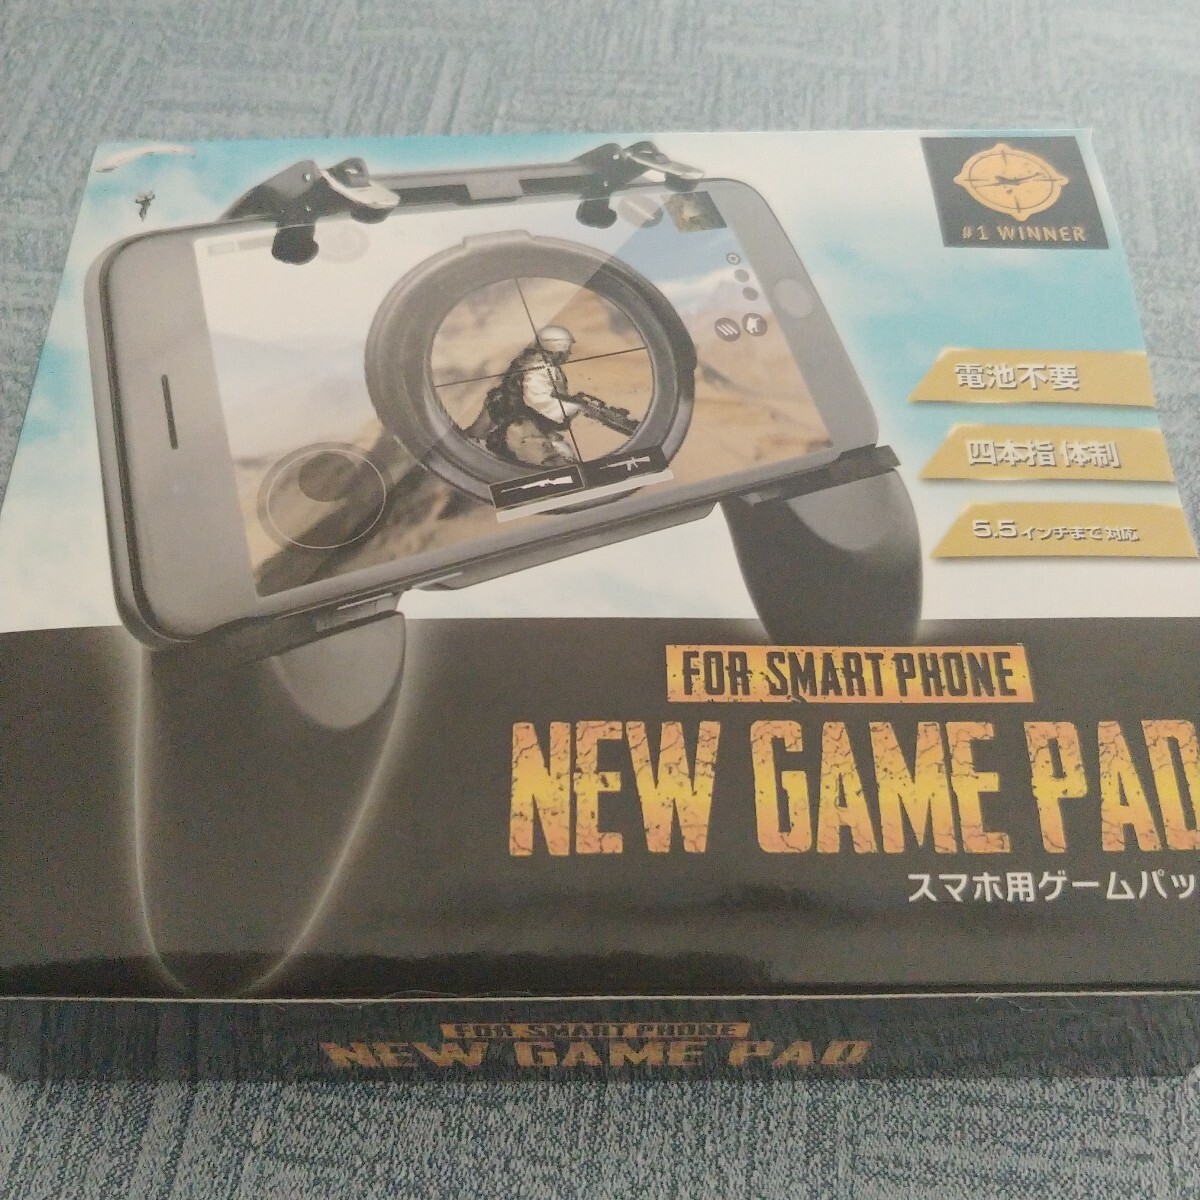 #1 WINNER
電池不要
四本指 体制
5.5インチまで対応
FOR SMART PHONE
NEW GAME PAD
スマホ用ゲームパッ
FOR SMART PHONE
NEW GAME PAD